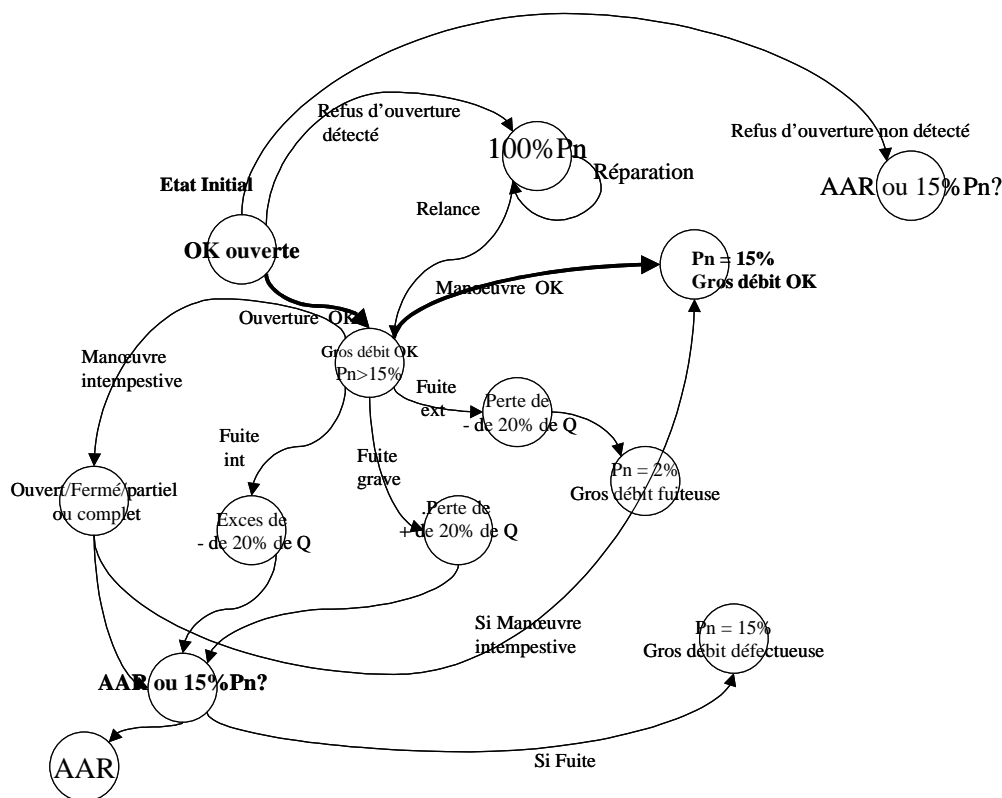 Refus d'ouverture
détecté
Refus d'ouverture non détecté
100%Pn
Réparation
AAR ou 15%Pn?
Etat Initial
Relance
OK ouverte
Pn = 15%
Gros débit OK
Manoeuvre OK
Ouverture OK
Gros débit OK
Pn>15%
Manœuvre
intempestive
Fuite
ext
Perte de
- de 20% de Q
Fuite
int
Fuite
grave
Pn = 2%
Gros débit fuiteuse
Ouvert/Fermé/partiel
ou complet
Exces de
- de 20% de Q
.Perte de
+ de 20% de Q
Si Manœuvre
intempestive
Pn = 15%
Gros débit défectueuse
AAR ou 15%Pn?
Si Fuite
AAR